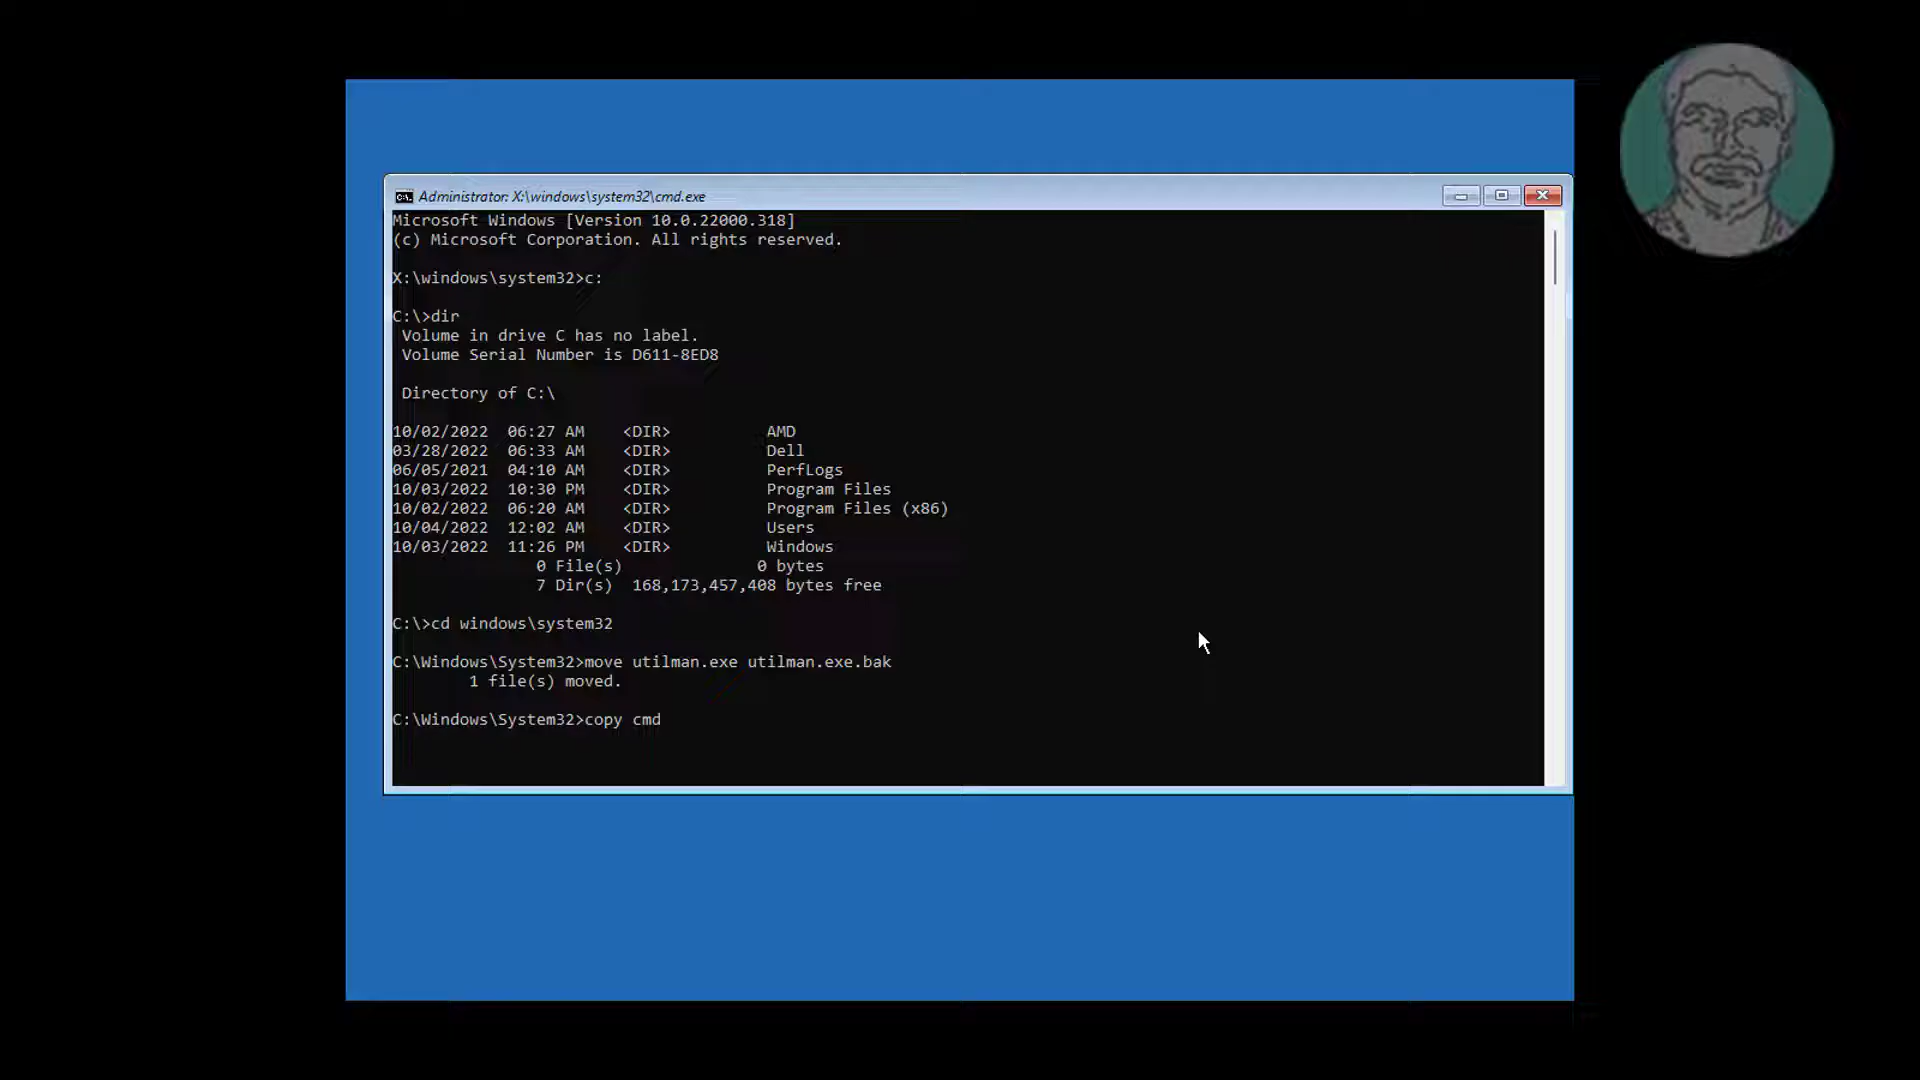 Administrator: X:\windows\system32\cmd.exe
Microsoft Windows [Version 10.0.22000.318]
(c) Microsoft Corporation. All rights reserved.
X:\windows\system32>c:
C:\>dir
Volume in drive C has no label.
Volume Serial Number is D611-8ED8
Directory of C:\
10/02/2022 06:27 AM <DIR> AMD
03/28/2022 06:33 AM <DIR> Dell
06/05/2021 04:10 AM <DIR> PerfLogs
10/03/2022 10:30 PM <DIR> Program Files
10/02/2022 06:20 AM <DIR> Program Files (x86)
10/04/2022 12:02 AM <DIR> Users
10/03/2022 11:26 PM <DIR> Windows
0 File(s) 0 bytes
7 Dir(s) 168,173,457,408 bytes free
C:\>cd windows\system32
C:\Windows\System32>move utilman.exe utilman.exe.bak
1 file(s) moved.
C:\Windows\System32>copy cmd